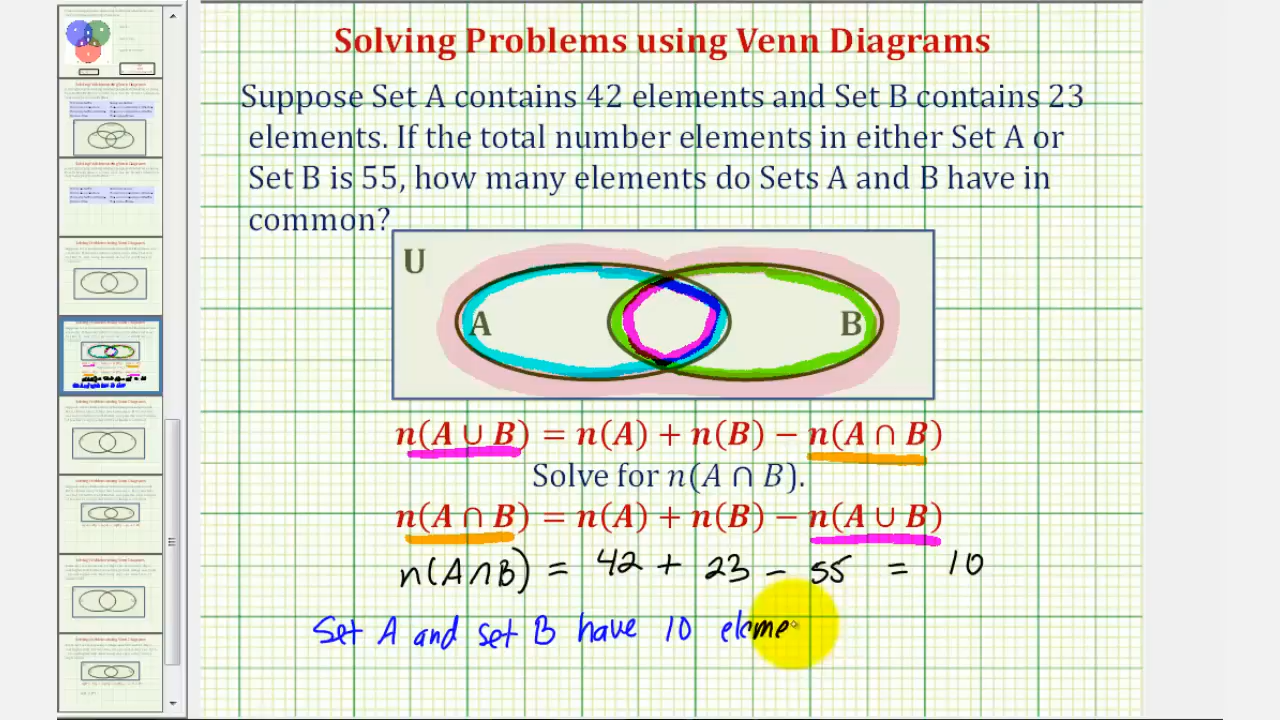 Solving Problems using Venn Diagrams
Suppose Set A contains 42 elements and Set B contains 23
elements. If the total number elements in either Set A or
Set B is 55, how many elements do Sets A and B have in
common?
U
A
B
n(A ∪ B) = n(A) + n(B) − n(A ∩ B)
Solve for n(A ∩ B).
n(A ∩ B) = n(A) + n(B) − n(A ∪ B)
n(A∩B) = 42 + 23 − 55 = 10
Set A and set B have 10 eleme